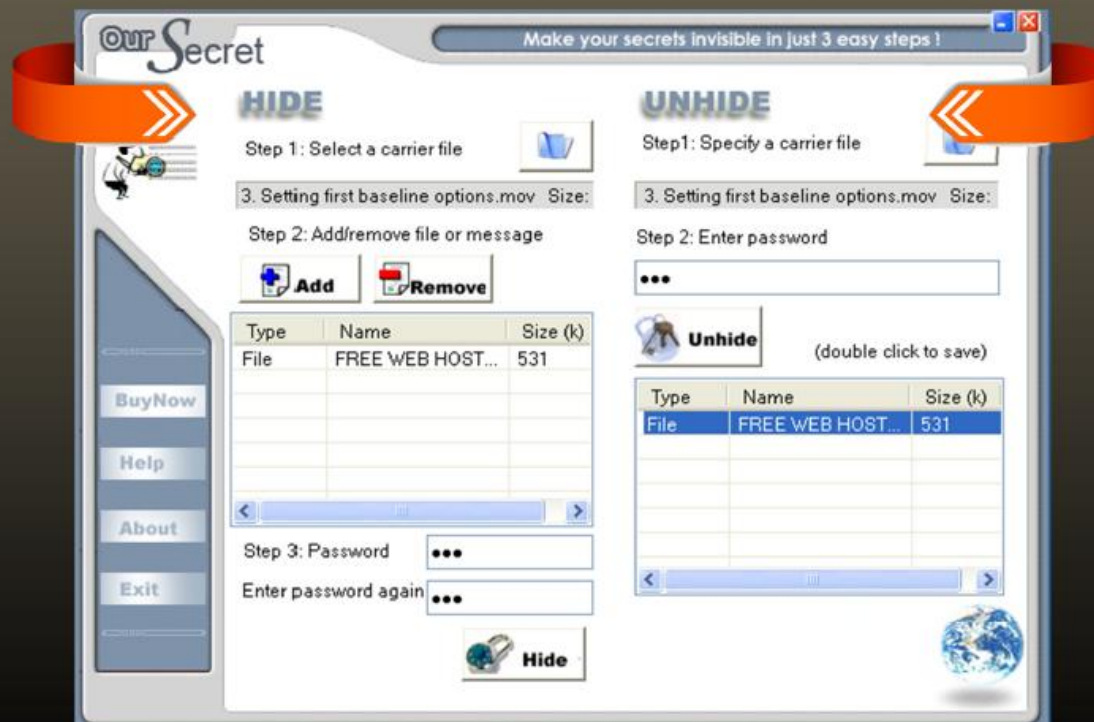 Our Secret
Make your secrets invisible in just 3 easy steps !
HIDE
Step 1: Select a carrier file
3. Setting first baseline options.mov Size:
Step 2: Add/remove file or message
Add Remove
Type Name Size (k)
File FREE WEB HOST... 531
Step 3: Password •••
Enter password again •••
Hide
UNHIDE
Step1: Specify a carrier file
3. Setting first baseline options.mov Size:
Step 2: Enter password
•••
Unhide
(double click to save)
Type Name Size (k)
File FREE WEB HOST... 531
BuyNow
Help
About
Exit